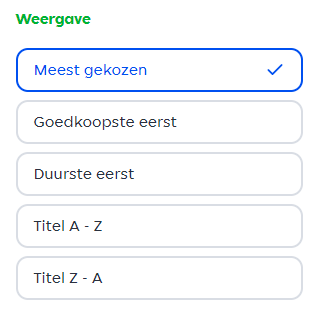 Weergave
Meest gekozen
Goedkoopste eerst
Duurste eerst
Titel A - Z
Titel Z - A